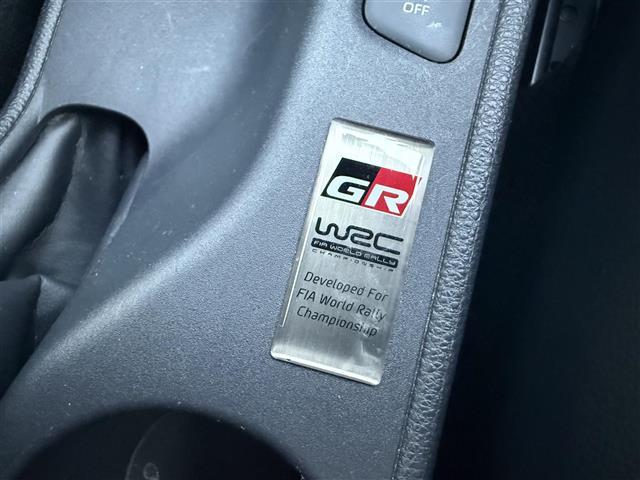 OFF
GR
WRC
FIA WORLD RALLY
CHAMPIONSHIP
Developed For
FIA World Rally
Championship